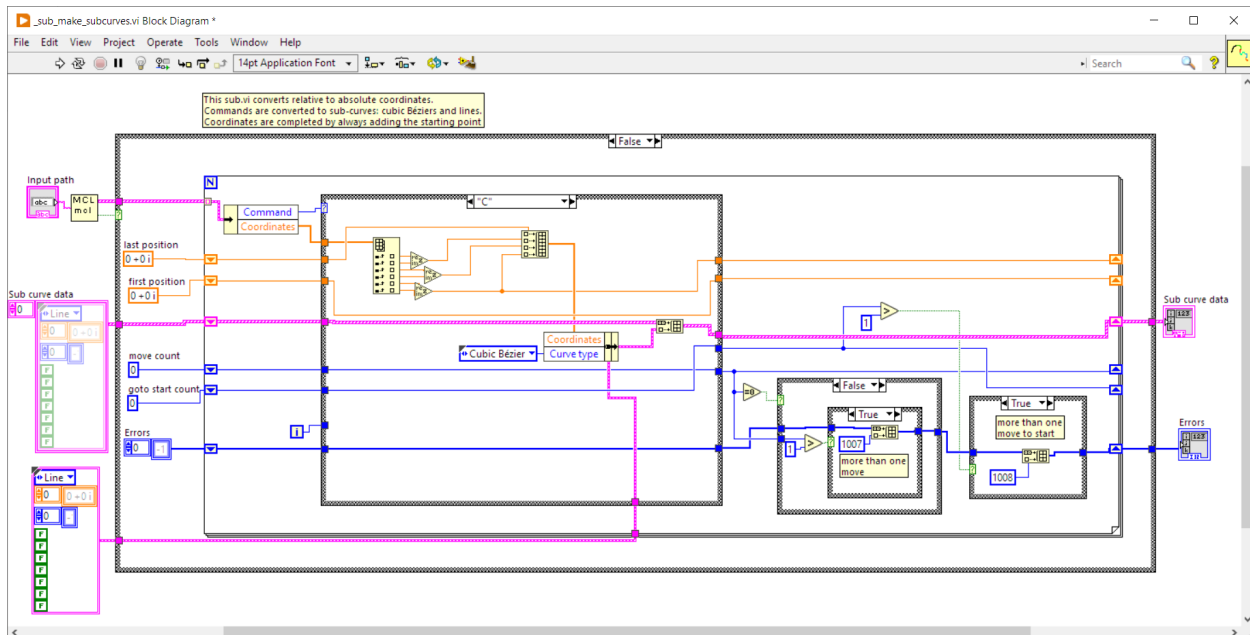 _sub_make_subcurves.vi Block Diagram *
File Edit View Project Operate Tools Window Help
14pt Application Font
Search
This sub.vi converts relative to absolute coordinates.
Commands are converted to sub-curves: cubic Béziers and lines.
Coordinates are completed by always adding the starting point
False
Input path
abc
MCL
mcl
N
"C"
Command
Coordinates
last position
0 +0 i
first position
0 +0 i
Sub curve data
0
Line
0
0 +0 i
0
F
F
F
F
F
F
F
Sub curve data
123
1
Coordinates
Cubic Bézier
Curve type
move count
0
goto start count
0
False
True
True
more than one
move to start
i
Errors
0
-1
=0
1
1007
more than one
move
1008
Errors
123
Line
0
0 +0 i
0
F
F
F
F
F
F
F